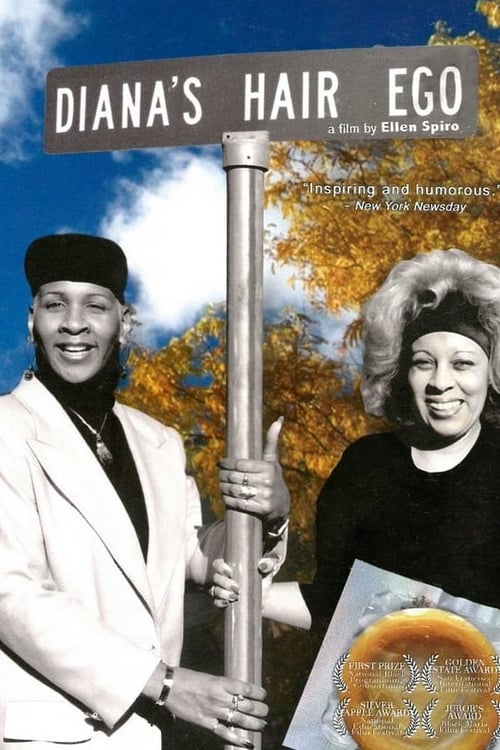 DIANA'S HAIR EGO
a film by Ellen Spiro
"Inspiring and humorous."
- New York Newsday
FIRST PRIZE
National Black
Programming
Consortium
GOLDEN
STATE AWARD
San Francisco
International
Film Festival
SILVER
APPLE AWARD
National
Educational
Film Festival
JUROR'S
AWARD
Black Maria
Film Festival